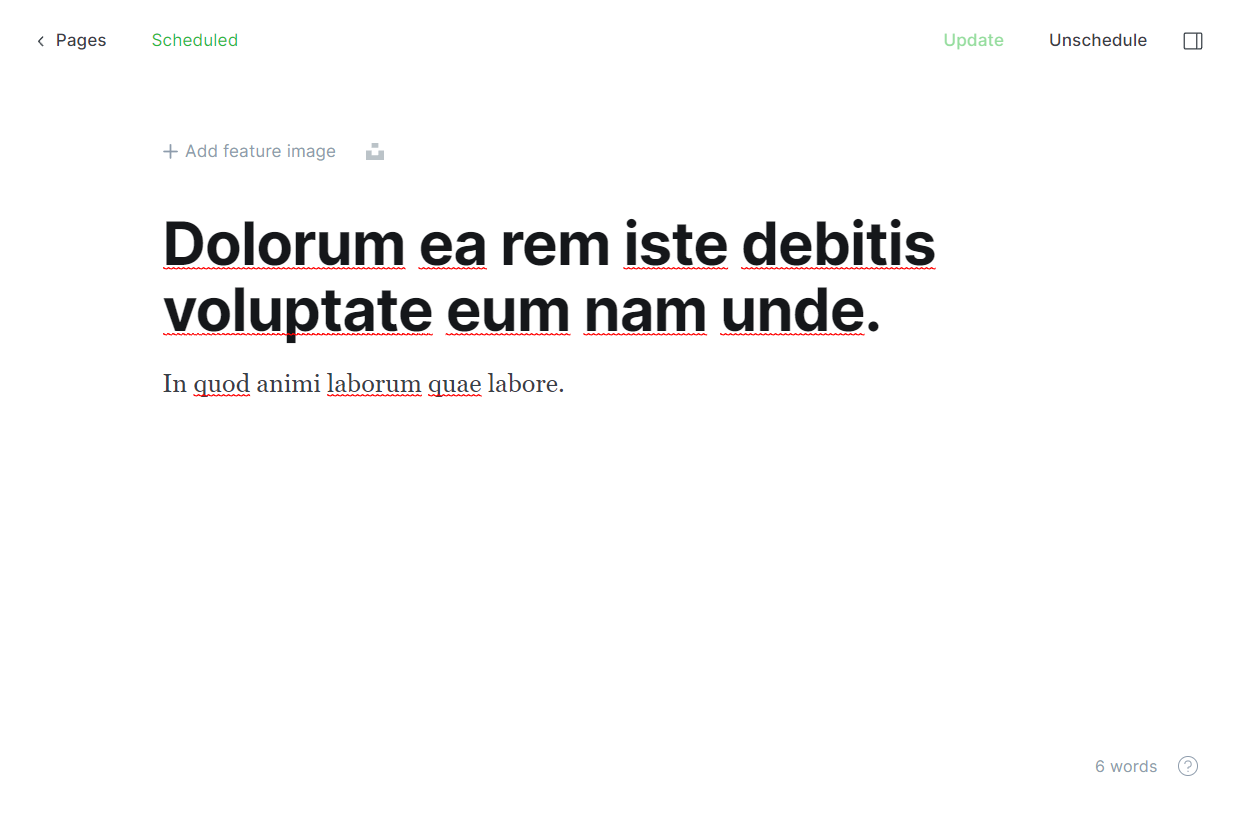 Pages Scheduled Update Unschedule
Add feature image
Dolorum ea rem iste debitis
voluptate eum nam unde.
In quod animi laborum quae labore.
6 words ?